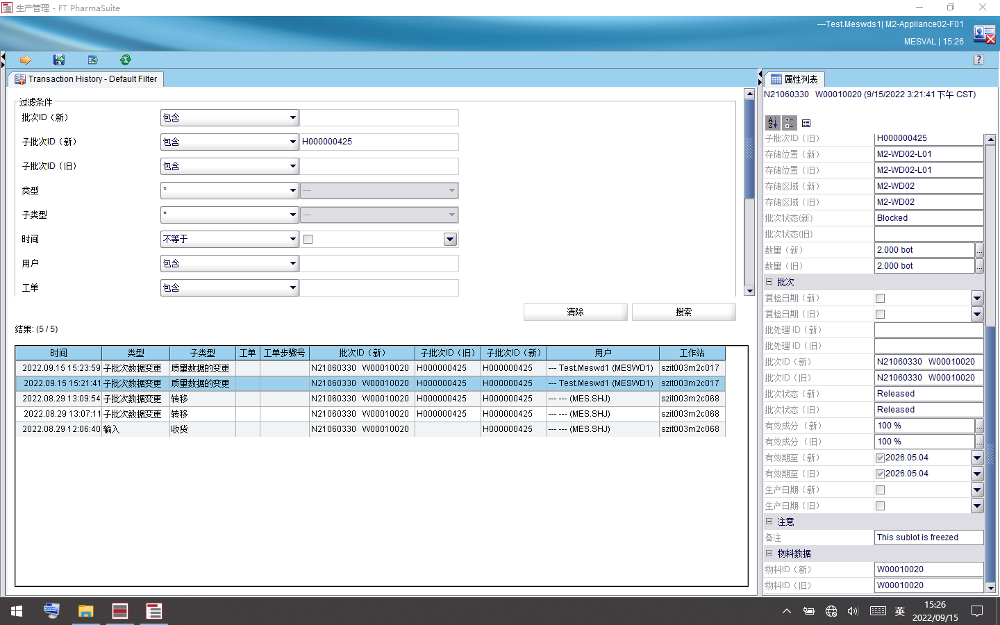 生产管理 - FT PharmaSuite
---Test.Meswds1| M2-Appliance02-F01
MESVAL | 15:26
Transaction History - Default Filter
过滤条件
批次ID（新） 包含
子批次ID（新） 包含 H000000425
子批次ID（旧） 包含
类型 * ---
子类型 * ---
时间 不等于
用户 包含
工单 包含
清除 搜索
结果: (5 / 5)
时间 类型 子类型 工单 工单步骤号 批次ID（新） 子批次ID（旧） 子批次ID（新） 用户 工作站
2022.09.15 15:23:59 子批次数据变更 质量数据的变更 N21060330 W00010020 H000000425 H000000425 --- Test.Meswd1 (MESWD1) szit003m2c017
2022.09.15 15:21:41 子批次数据变更 质量数据的变更 N21060330 W00010020 H000000425 H000000425 --- Test.Meswd1 (MESWD1) szit003m2c017
2022.08.29 13:09:54 子批次数据变更 转移 N21060330 W00010020 H000000425 H000000425 --- --- (MES.SHJ) szit003m2c068
2022.08.29 13:07:11 子批次数据变更 转移 N21060330 W00010020 H000000425 H000000425 --- --- (MES.SHJ) szit003m2c068
2022.08.29 12:06:40 输入 收货 N21060330 W00010020 H000000425 --- --- (MES.SHJ) szit003m2c068
属性列表
N21060330 W00010020 (9/15/2022 3:21:41 下午 CST)
子批次ID（旧） H000000425
存储位置（新） M2-WD02-L01
存储位置（旧） M2-WD02-L01
存储区域（新） M2-WD02
存储区域（旧） M2-WD02
批次状态(新) Blocked
批次状态(旧)
数量（新） 2.000 bot ...
数量（旧） 2.000 bot ...
批次
复检日期（新）
复检日期（旧）
批处理 ID（新）
批处理 ID（旧）
批次ID（新） N21060330 W00010020
批次ID（旧） N21060330 W00010020
批次状态（新） Released
批次状态（旧） Released
有效成分 （新） 100 % ...
有效成分 （旧） 100 % ...
有效期至（新） 2026.05.04
有效期至（旧） 2026.05.04
生产日期（新）
生产日期（旧）
注意
备注 This sublot is freezed
物料数据
物料ID（新） W00010020
物料ID（旧） W00010020
英
15:26
2022/09/15